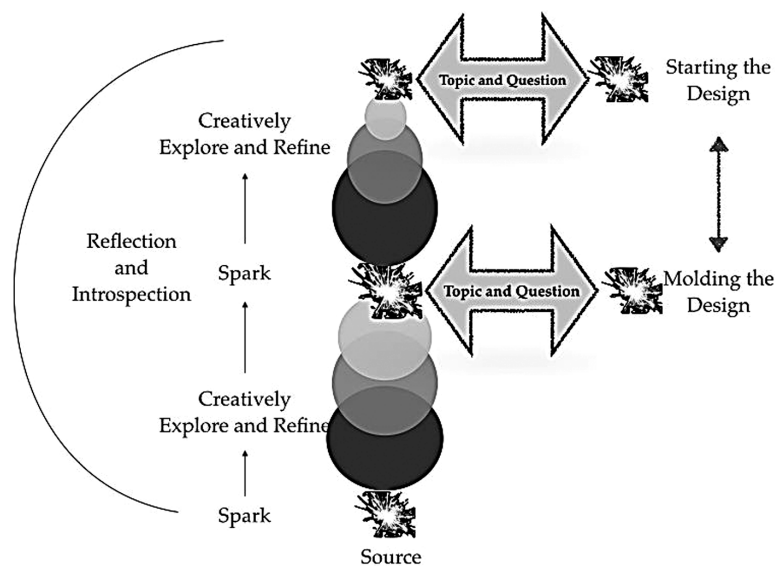 Topic and Question
Starting the
Design
Creatively
Explore and Refine
Reflection
and
Introspection
Spark
Topic and Question
Molding the
Design
Creatively
Explore and Refine
Spark
Source